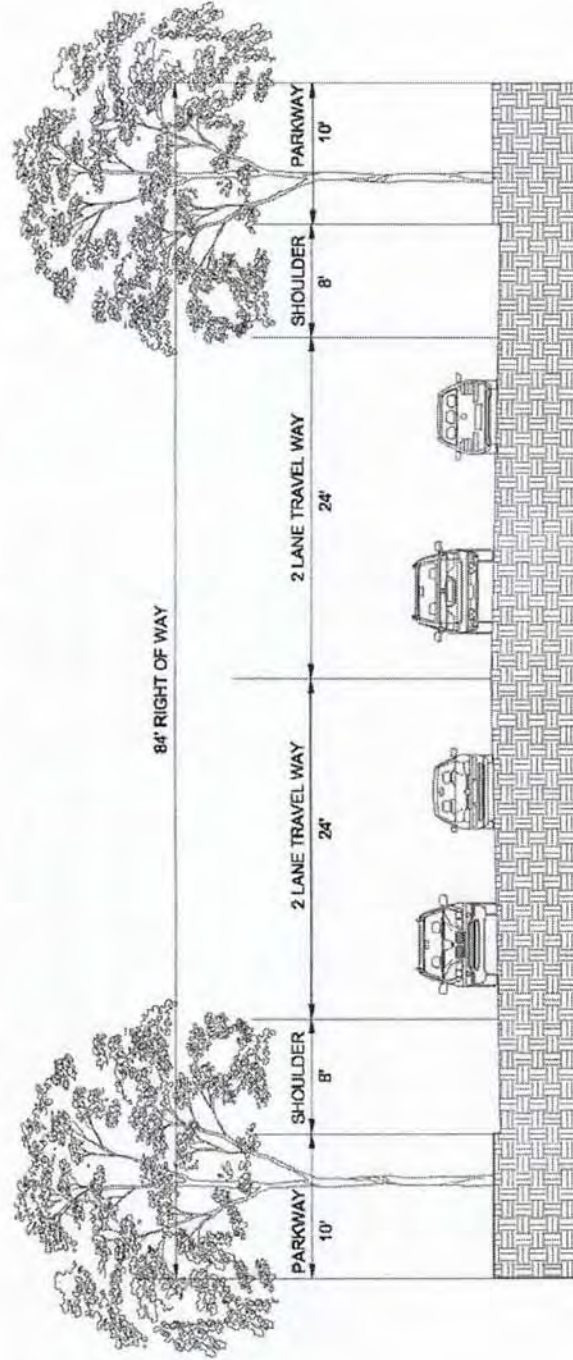 84' RIGHT OF WAY
PARKWAY
10'
SHOULDER
8'
2 LANE TRAVEL WAY
24'
2 LANE TRAVEL WAY
24'
SHOULDER
8'
PARKWAY
10'